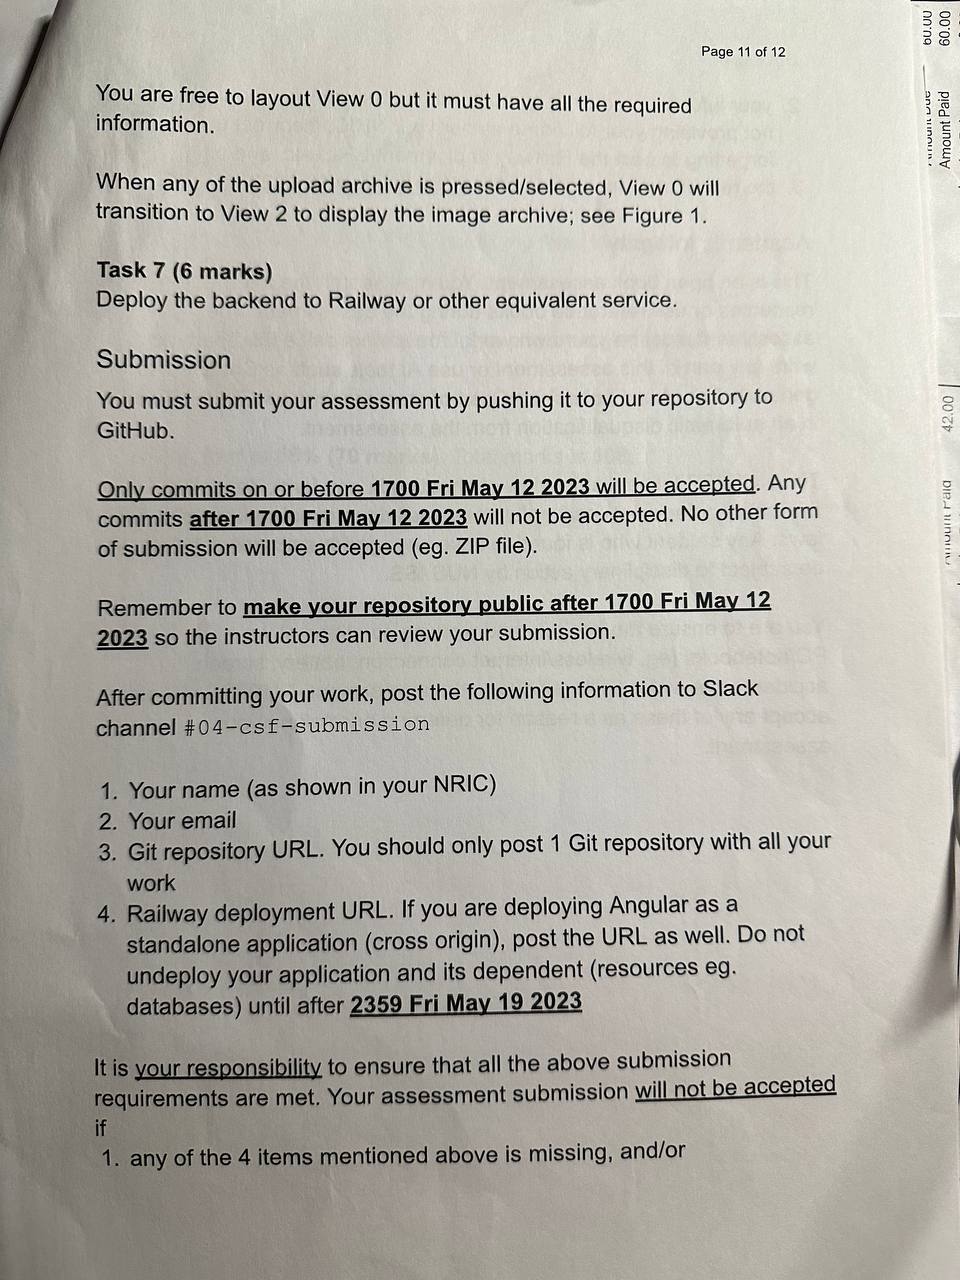 Page 11 of 12
You are free to layout View 0 but it must have all the required
information.
When any of the upload archive is pressed/selected, View 0 will
transition to View 2 to display the image archive; see Figure 1.
Task 7 (6 marks)
Deploy the backend to Railway or other equivalent service.
Submission
You must submit your assessment by pushing it to your repository to
GitHub.
Only commits on or before 1700 Fri May 12 2023 will be accepted. Any
commits after 1700 Fri May 12 2023 will not be accepted. No other form
of submission will be accepted (eg. ZIP file).
Remember to make your repository public after 1700 Fri May 12
2023 so the instructors can review your submission.
After committing your work, post the following information to Slack
channel #04-csf-submission
1. Your name (as shown in your NRIC)
2. Your email
3. Git repository URL. You should only post 1 Git repository with all your
work
4. Railway deployment URL. If you are deploying Angular as a
standalone application (cross origin), post the URL as well. Do not
undeploy your application and its dependent (resources eg.
databases) until after 2359 Fri May 19 2023
It is your responsibility to ensure that all the above submission
requirements are met. Your assessment submission will not be accepted
if
1. any of the 4 items mentioned above is missing, and/or
60.00
Amount Paid 60.00
Amount Paid 42.00